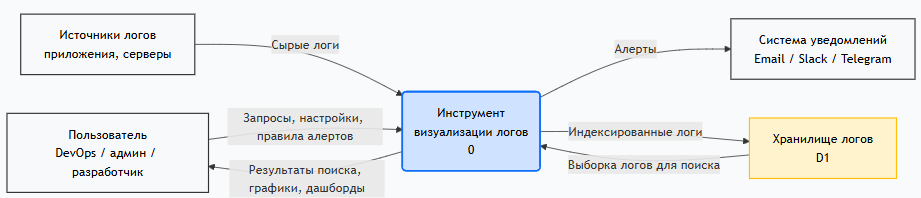 Источники логов
приложения, серверы
Сырые логи
Алерты
Система уведомлений
Email / Slack / Telegram
Пользователь
DevOps / админ /
разработчик
Запросы, настройки,
правила алертов
Результаты поиска,
графики, дашборды
Инструмент
визуализации логов
0
Индексированные логи
Выборка логов для поиска
Хранилище логов
D1